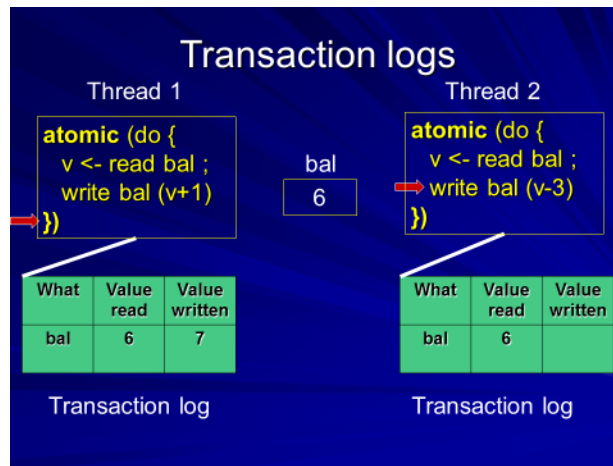 Transaction logs
Thread 1
atomic (do {
v <- read bal ;
write bal (v+1)
})
bal
6
Thread 2
atomic (do {
v <- read bal ;
write bal (v-3)
})
What Value read Value written
bal 6 7
Transaction log
What Value read Value written
bal 6
Transaction log